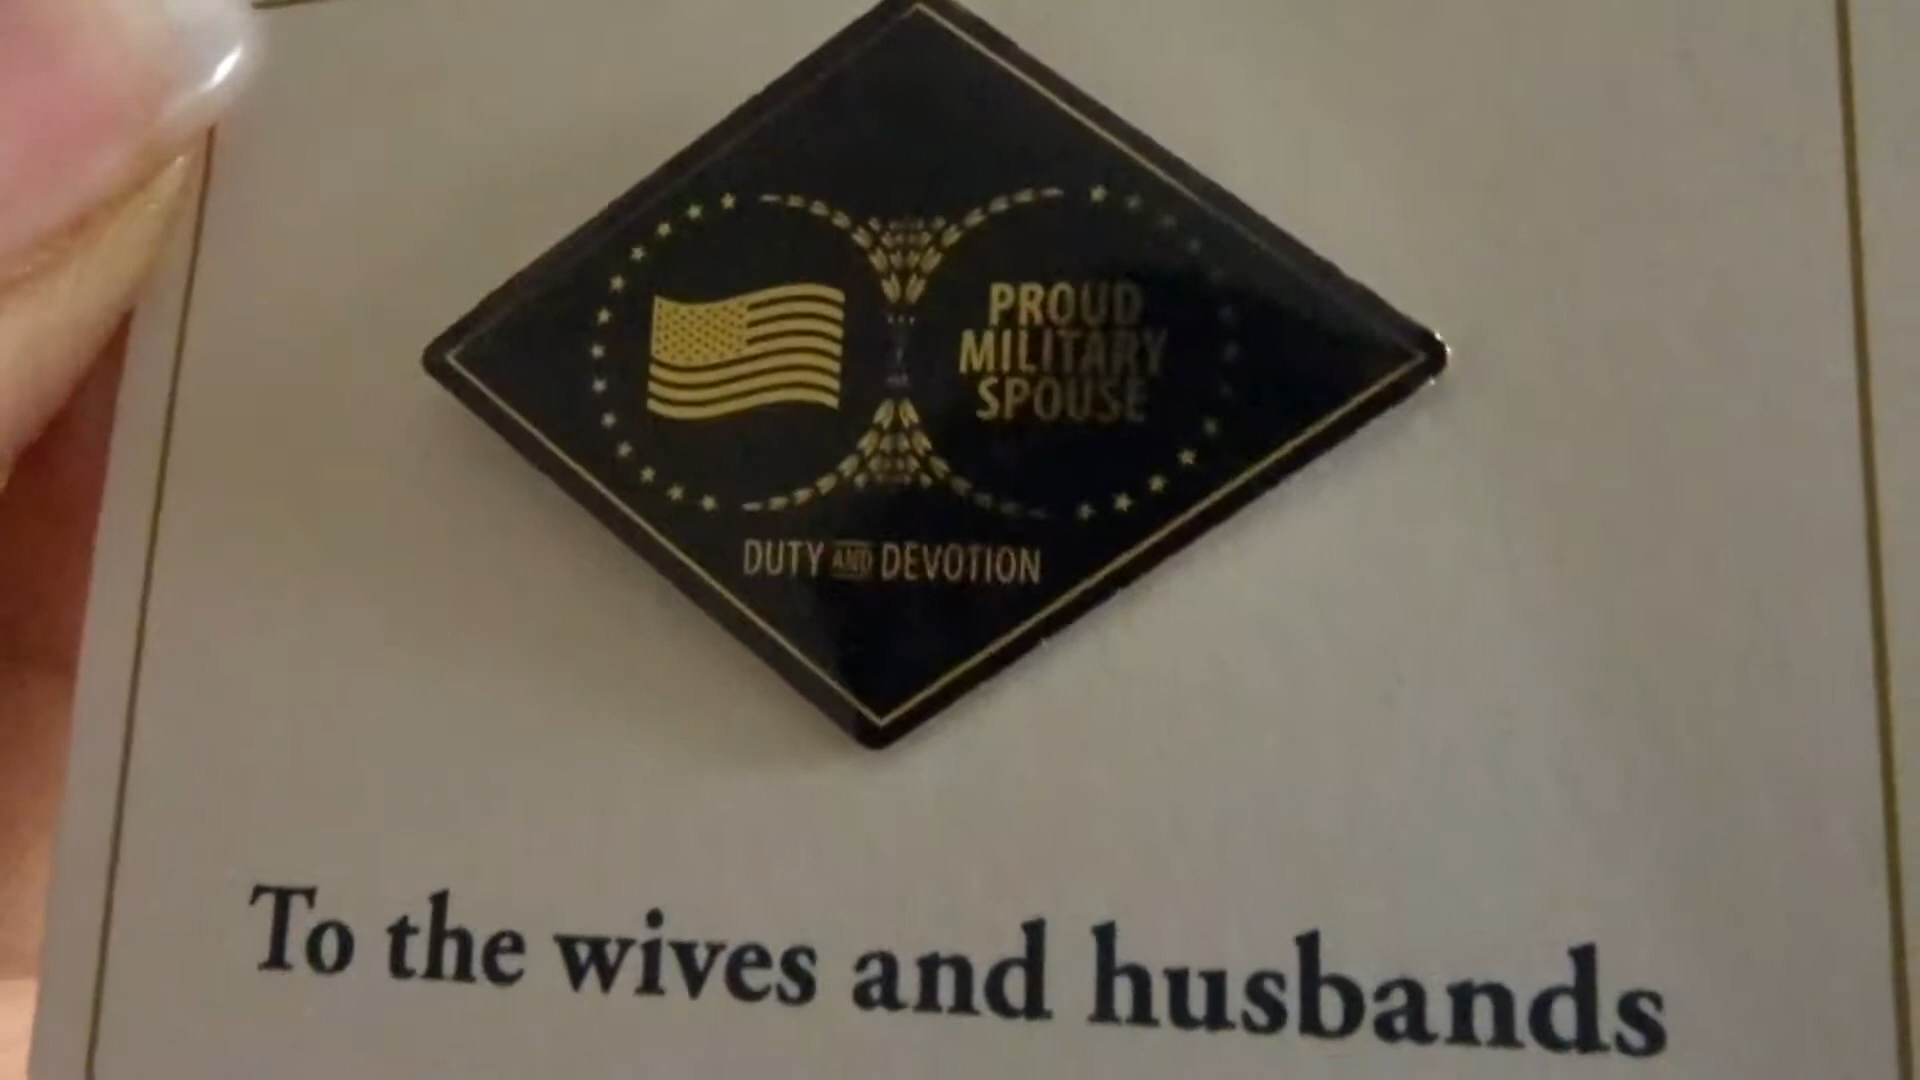 PROUD
MILITARY
SPOUSE
DUTY AND DEVOTION
To the wives and husbands